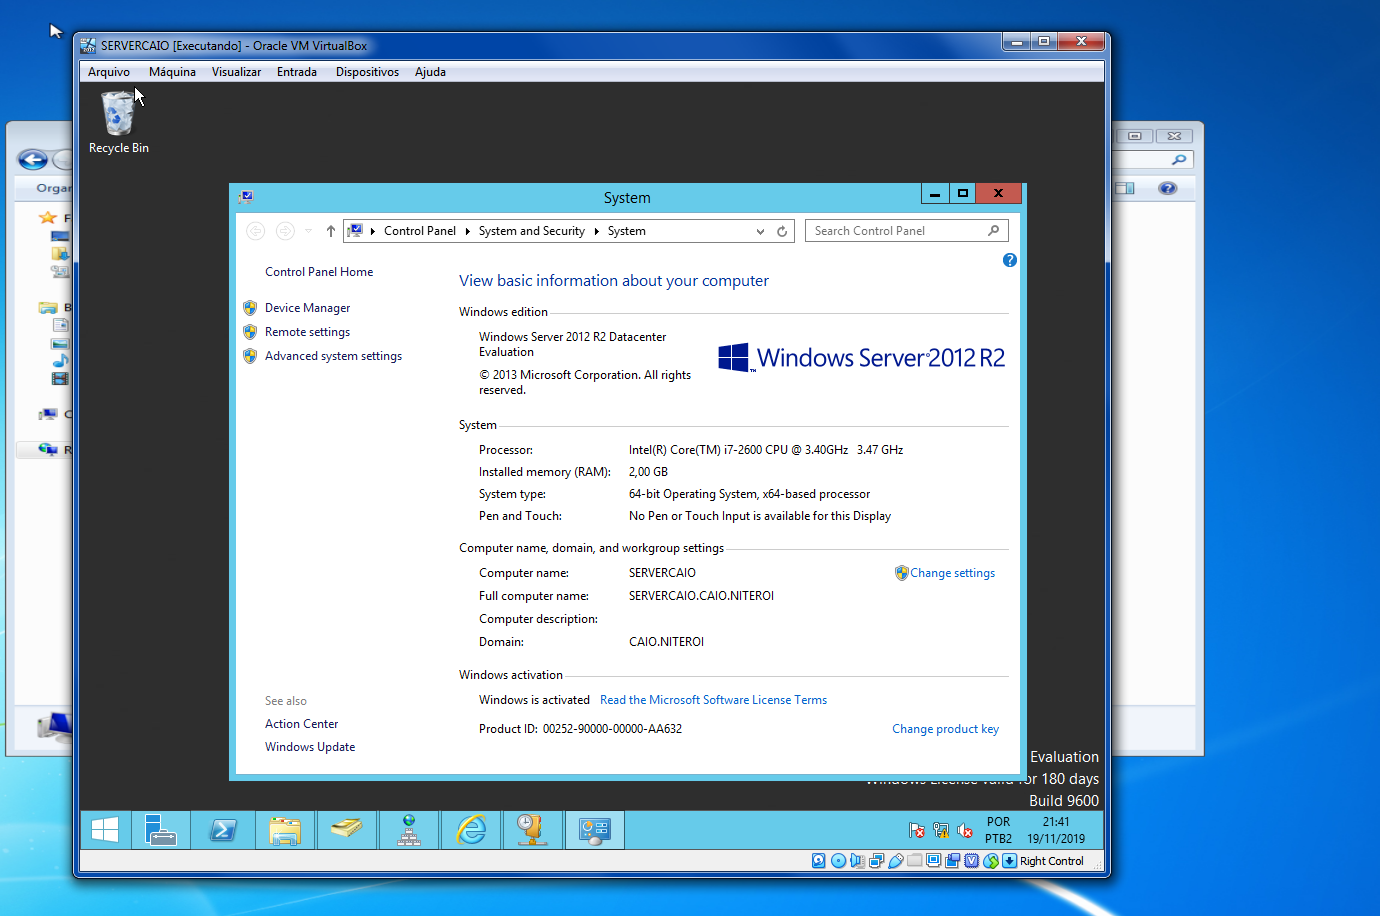 SERVERCAIO [Executando] - Oracle VM VirtualBox
Arquivo Máquina Visualizar Entrada Dispositivos Ajuda
Recycle Bin
Organ
System
Control Panel System and Security System
Search Control Panel
Control Panel Home
Device Manager
Remote settings
Advanced system settings
View basic information about your computer
Windows edition
Windows Server 2012 R2 Datacenter
Evaluation
© 2013 Microsoft Corporation. All rights
reserved.
Windows Server® 2012 R2
System
Processor: Intel(R) Core(TM) i7-2600 CPU @ 3.40GHz 3.47 GHz
Installed memory (RAM): 2,00 GB
System type: 64-bit Operating System, x64-based processor
Pen and Touch: No Pen or Touch Input is available for this Display
Computer name, domain, and workgroup settings
Computer name: SERVERCAIO
Change settings
Full computer name: SERVERCAIO.CAIO.NITEROI
Computer description:
Domain: CAIO.NITEROI
Windows activation
Windows is activated Read the Microsoft Software License Terms
Product ID: 00252-90000-00000-AA632
Change product key
See also
Action Center
Windows Update
Evaluation
Windows License valid for 180 days
Build 9600
POR
PTB2
21:41
19/11/2019
Right Control